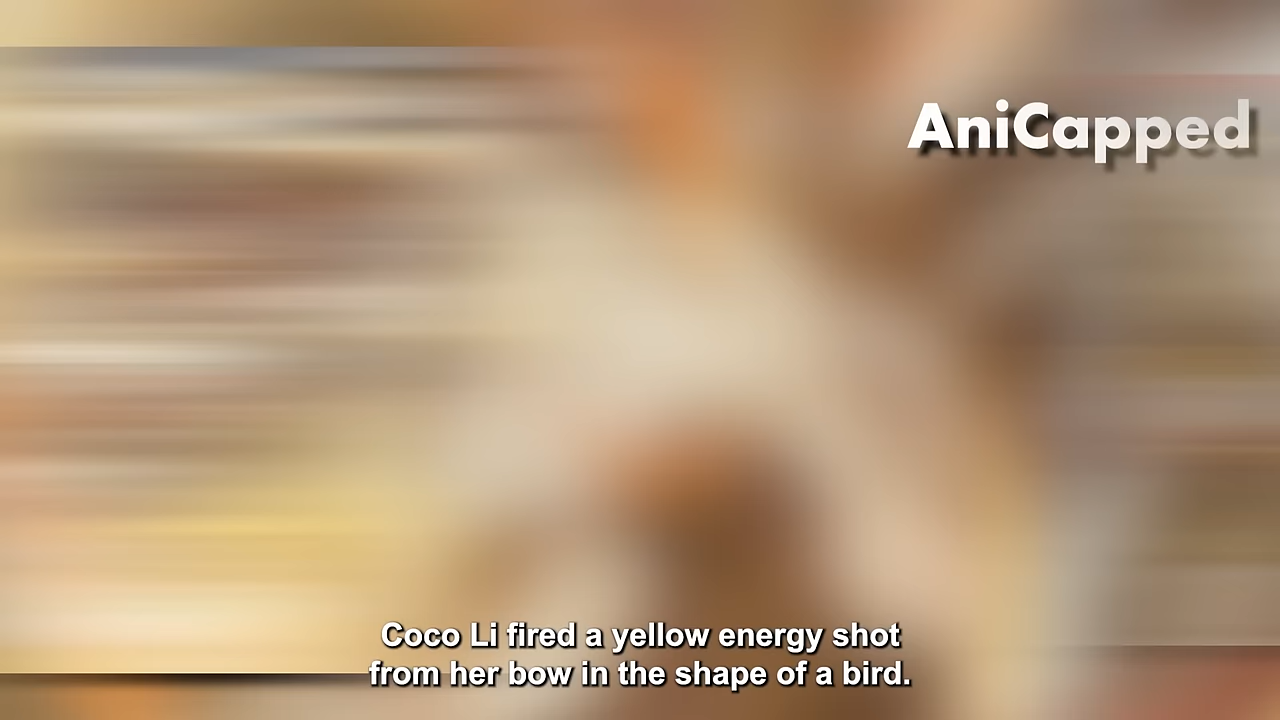 AniCapped
Coco Li fired a yellow energy shot
from her bow in the shape of a bird.